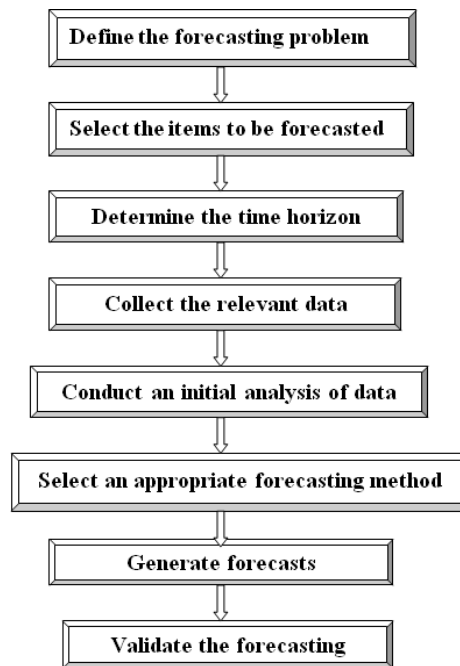 Define the forecasting problem
Select the items to be forecasted
Determine the time horizon
Collect the relevant data
Conduct an initial analysis of data
Select an appropriate forecasting method
Generate forecasts
Validate the forecasting